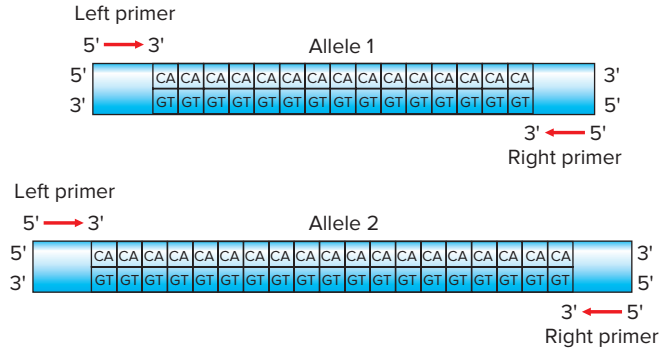 Left primer
5' 3' Allele 1
5' CA CA CA CA CA CA CA CA CA CA CA CA CA CA CA 3'
3' GT GT GT GT GT GT GT GT GT GT GT GT GT GT GT 5'
3' 5'
Right primer
Left primer
5' 3' Allele 2
5' CA CA CA CA CA CA CA CA CA CA CA CA CA CA CA CA CA CA CA 3'
3' GT GT GT GT GT GT GT GT GT GT GT GT GT GT GT GT GT GT GT 5'
3' 5'
Right primer